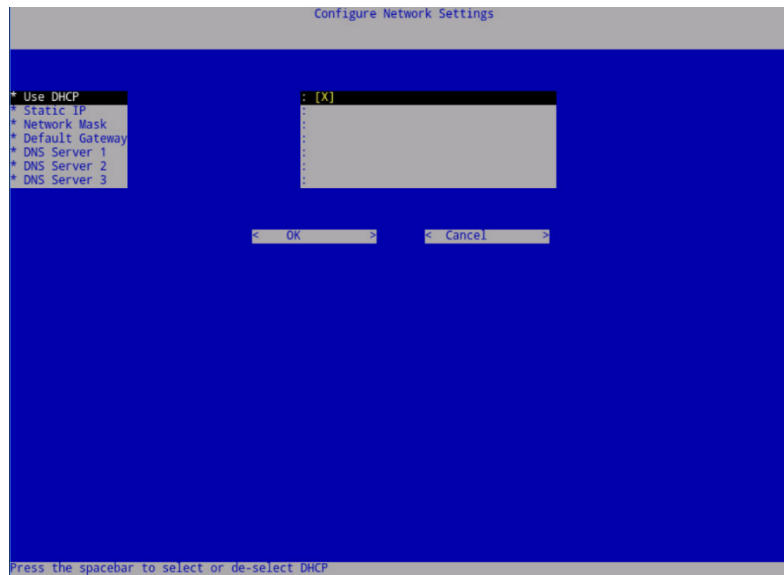 Configure Network Settings
* Use DHCP : [X]
* Static IP :
* Network Mask :
* Default Gateway :
* DNS Server 1 :
* DNS Server 2 :
* DNS Server 3 :
< OK > < Cancel >
Press the spacebar to select or de-select DHCP